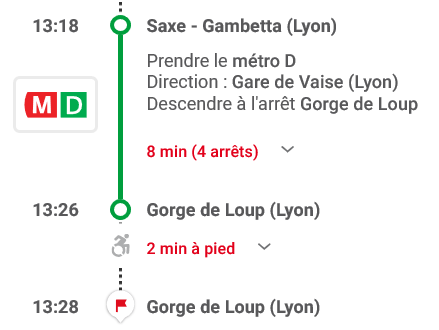 13:18 Saxe - Gambetta (Lyon)
Prendre le métro D
Direction : Gare de Vaise (Lyon)
Descendre à l'arrêt Gorge de Loup
M D
8 min (4 arrêts)
13:26 Gorge de Loup (Lyon)
2 min à pied
13:28 Gorge de Loup (Lyon)